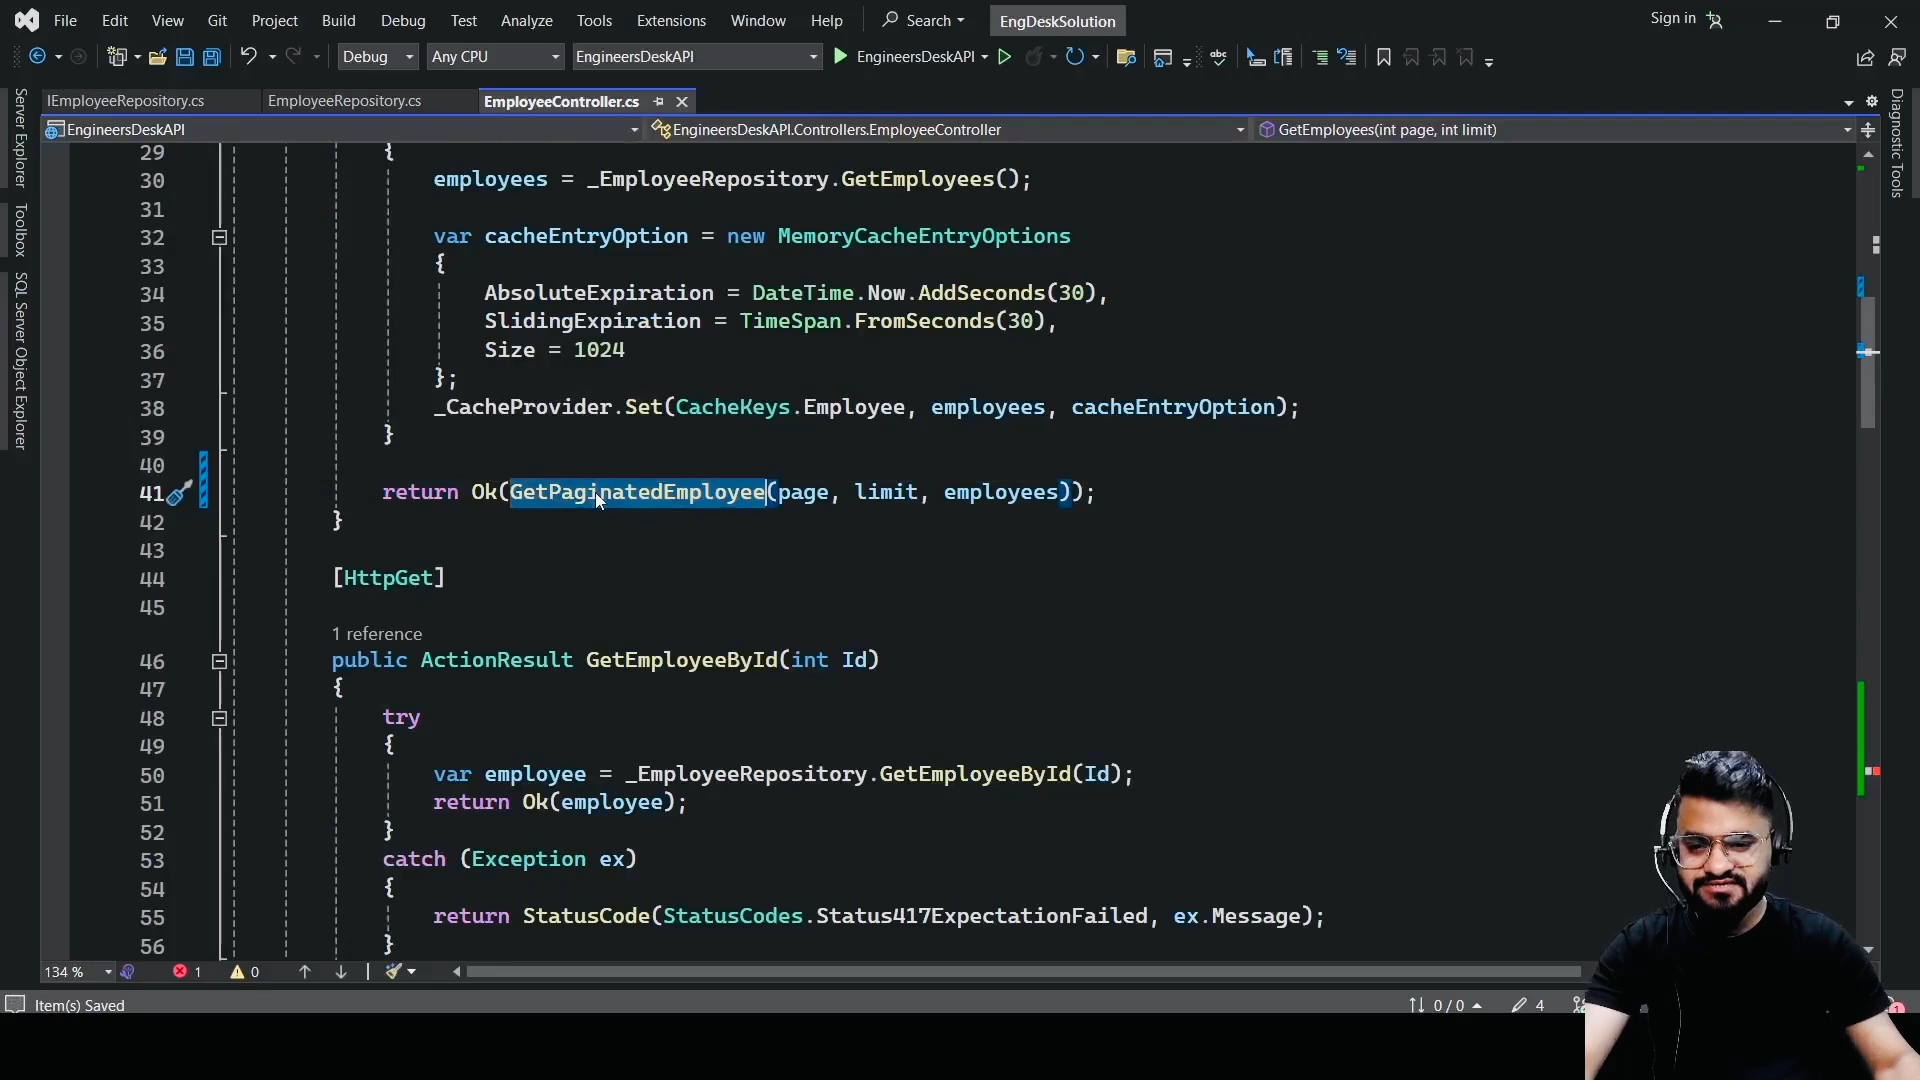 File Edit View Git Project Build Debug Test Analyze Tools Extensions Window Help Search EngDeskSolution Sign in
Debug Any CPU EngineersDeskAPI EngineersDeskAPI abc
IEmployeeRepository.cs EmployeeRepository.cs EmployeeController.cs
EngineersDeskAPI EngineersDeskAPI.Controllers.EmployeeController GetEmployees(int page, int limit)
Server Explorer
Toolbox
SQL Server Object Explorer
Diagnostic Tools
29 {
30 employees = _EmployeeRepository.GetEmployees();
31
32 var cacheEntryOption = new MemoryCacheEntryOptions
33 {
34 AbsoluteExpiration = DateTime.Now.AddSeconds(30),
35 SlidingExpiration = TimeSpan.FromSeconds(30),
36 Size = 1024
37 };
38 _CacheProvider.Set(CacheKeys.Employee, employees, cacheEntryOption);
39 }
40
41 return Ok(GetPaginatedEmployee(page, limit, employees));
42 }
43
44 [HttpGet]
45
1 reference
46 public ActionResult GetEmployeeById(int Id)
47 {
48 try
49 {
50 var employee = _EmployeeRepository.GetEmployeeById(Id);
51 return Ok(employee);
52 }
53 catch (Exception ex)
54 {
55 return StatusCode(StatusCodes.Status417ExpectationFailed, ex.Message);
56 }
134 % 1 0
Item(s) Saved 0 / 0 4 1